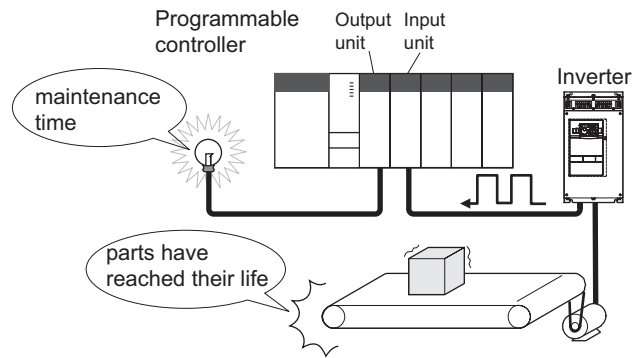 Programmable
controller
Output
unit
Input
unit
Inverter
maintenance
time
parts have
reached their life